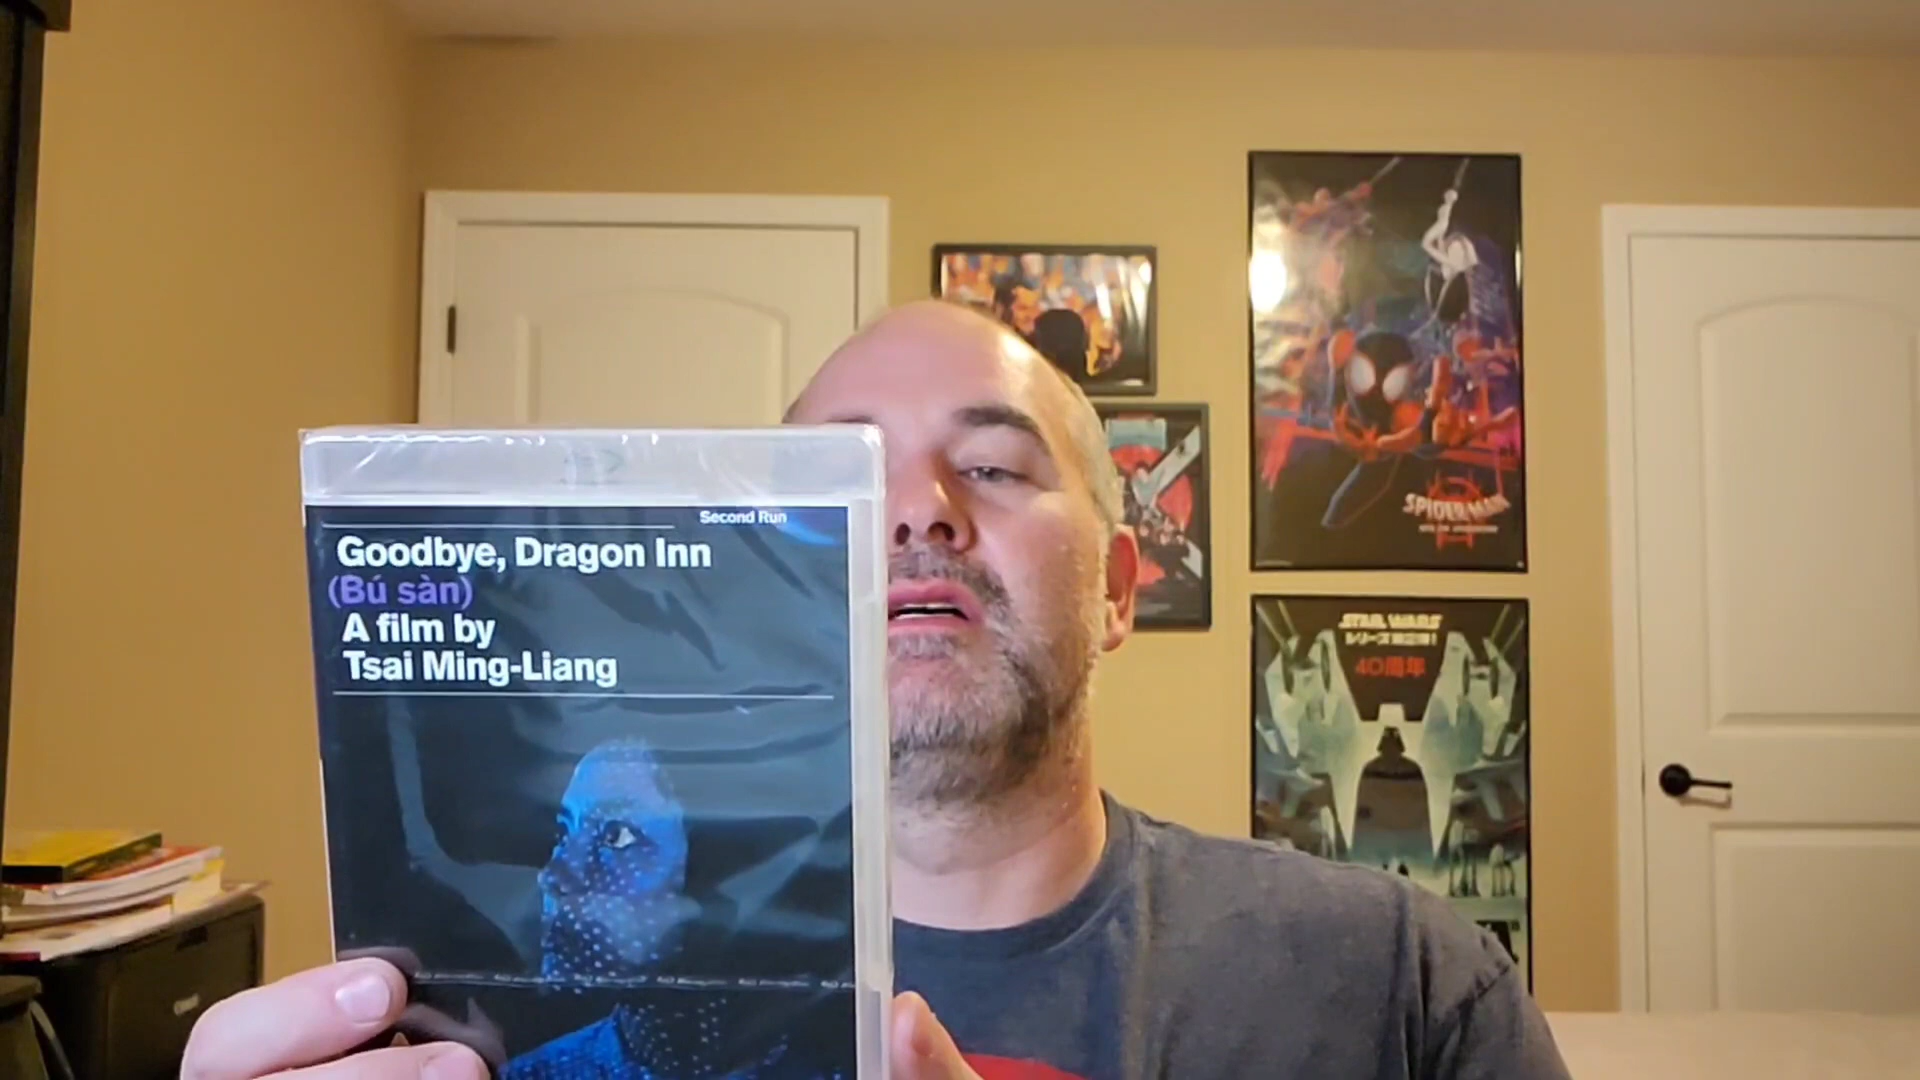 Second Run
Goodbye, Dragon Inn
(Bú sàn)
A film by
Tsai Ming-Liang
SPIDER-MAN
STAR WARS
40周年